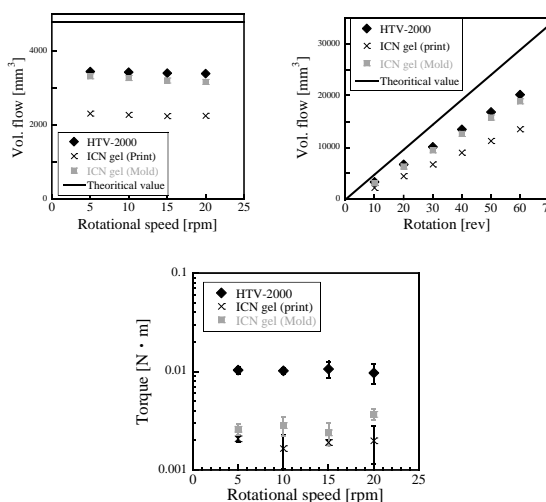 4000
2000
0
Vol. flow [mm³]
HTV-2000
ICN gel (Print)
ICN gel (Mold)
Theoritical value
0 5 10 15 20 25
Rotational speed [rpm]
30000
20000
10000
0
Vol. flow [mm³]
HTV-2000
ICN gel (print)
ICN gel (Mold)
Theoritical value
0 10 20 30 40 50 60
Rotation [rev]
0.1
0.01
0.001
Torque [N・m]
HTV-2000
ICN gel (print)
ICN gel (Mold)
0 5 10 15 20 25
Rotational speed [rpm]